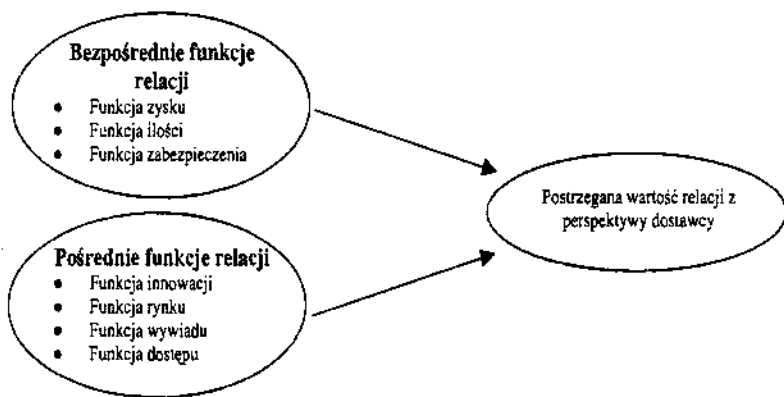 Bezpośrednie funkcje
relacji
● Funkcja zysku
● Funkcja ilości
● Funkcja zabezpieczenia
Postrzegana wartość relacji z
perspektywy dostawcy
Pośrednie funkcje relacji
● Funkcja innowacji
● Funkcja rynku
● Funkcja wywiadu
● Funkcja dostępu